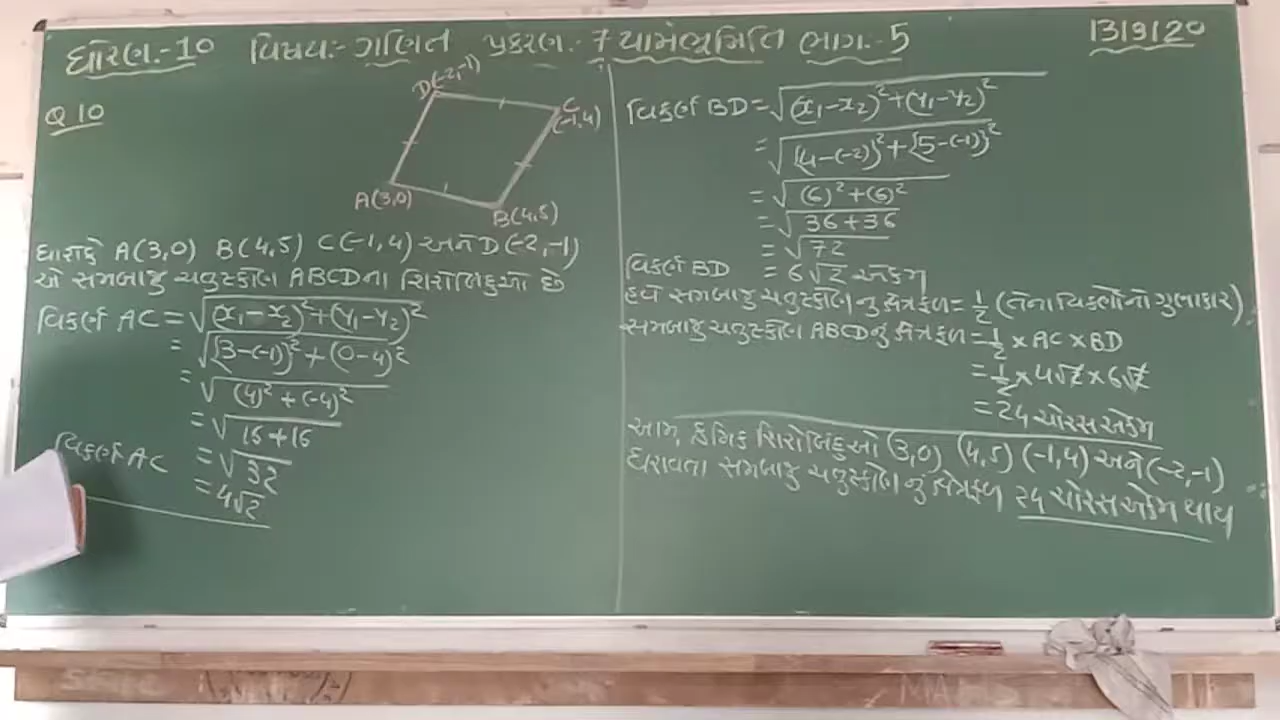 ધોરણ.-10 વિષય:- ગણિત પ્રકરણ:- 7 યામભૂમિતિ ભાગ:-5 13/9/20
Q 10
D(-2,-1)
C
(-1,4)
A(3,0)
B(4,5)
ધારોકે A(3,0) B(4,5) C(-1,4) અને D(-2,-1)
એ સમબાજુ ચતુષ્કોણ ABCDના શિરોબિંદુઓ છે
વિકર્ણ AC = √(x₁-x₂)²+(y₁-y₂)²
= √(3-(-1))²+(0-4)²
= √(4)²+(-4)²
= √16+16
વિકર્ણ AC = √32
= 4√2
વિકર્ણ BD = √(x₁-x₂)²+(y₁-y₂)²
= √(4-(-2))²+(5-(-1))²
= √(6)²+(6)²
= √36+36
= √72
વિકર્ણ BD = 6√2 એકમ
હવે સમબાજુ ચતુષ્કોણનુ ક્ષેત્રફળ = 1/2 (તેના વિકર્ણોનો ગુણાકાર)
સમબાજુ ચતુષ્કોણ ABCDનુ ક્ષેત્રફળ = 1/2 × AC × BD
= 1/2 × 4√2 × 6√2
= 24 ચોરસ એકમ
આમ, ક્રમિક શિરોબિંદુઓ (3,0) (4,5) (-1,4) અને (-2,-1)
ધરાવતા સમબાજુ ચતુષ્કોણનુ ક્ષેત્રફળ ૨૪ ચોરસ એકમ થાય